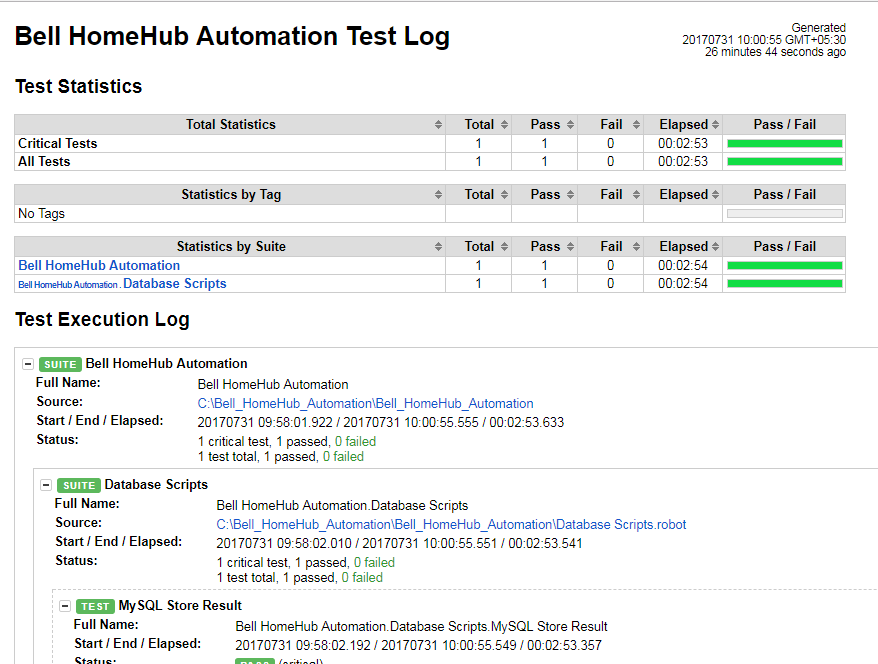 Bell HomeHub Automation Test Log
Generated
20170731 10:00:55 GMT+05:30
26 minutes 44 seconds ago
Test Statistics
Total Statistics Total Pass Fail Elapsed Pass / Fail
Critical Tests 1 1 0 00:02:53
All Tests 1 1 0 00:02:53
Statistics by Tag Total Pass Fail Elapsed Pass / Fail
No Tags
Statistics by Suite Total Pass Fail Elapsed Pass / Fail
Bell HomeHub Automation 1 1 0 00:02:54
Bell HomeHub Automation . Database Scripts 1 1 0 00:02:54
Test Execution Log
SUITE Bell HomeHub Automation
Full Name: Bell HomeHub Automation
Source: C:\Bell_HomeHub_Automation\Bell_HomeHub_Automation
Start / End / Elapsed: 20170731 09:58:01.922 / 20170731 10:00:55.555 / 00:02:53.633
Status: 1 critical test, 1 passed, 0 failed
1 test total, 1 passed, 0 failed
SUITE Database Scripts
Full Name: Bell HomeHub Automation.Database Scripts
Source: C:\Bell_HomeHub_Automation\Bell_HomeHub_Automation\Database Scripts.robot
Start / End / Elapsed: 20170731 09:58:02.010 / 20170731 10:00:55.551 / 00:02:53.541
Status: 1 critical test, 1 passed, 0 failed
1 test total, 1 passed, 0 failed
TEST MySQL Store Result
Full Name: Bell HomeHub Automation.Database Scripts.MySQL Store Result
Start / End / Elapsed: 20170731 09:58:02.192 / 20170731 10:00:55.549 / 00:02:53.357
Status: PASS (critical)